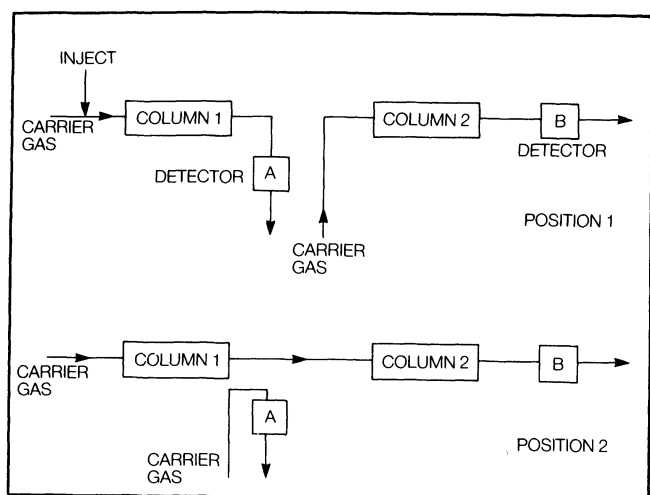 INJECT
CARRIER
GAS
COLUMN 1
DETECTOR
A
CARRIER
GAS
COLUMN 2
B
DETECTOR
POSITION 1
CARRIER
GAS
COLUMN 1
COLUMN 2
B
A
CARRIER
GAS
POSITION 2